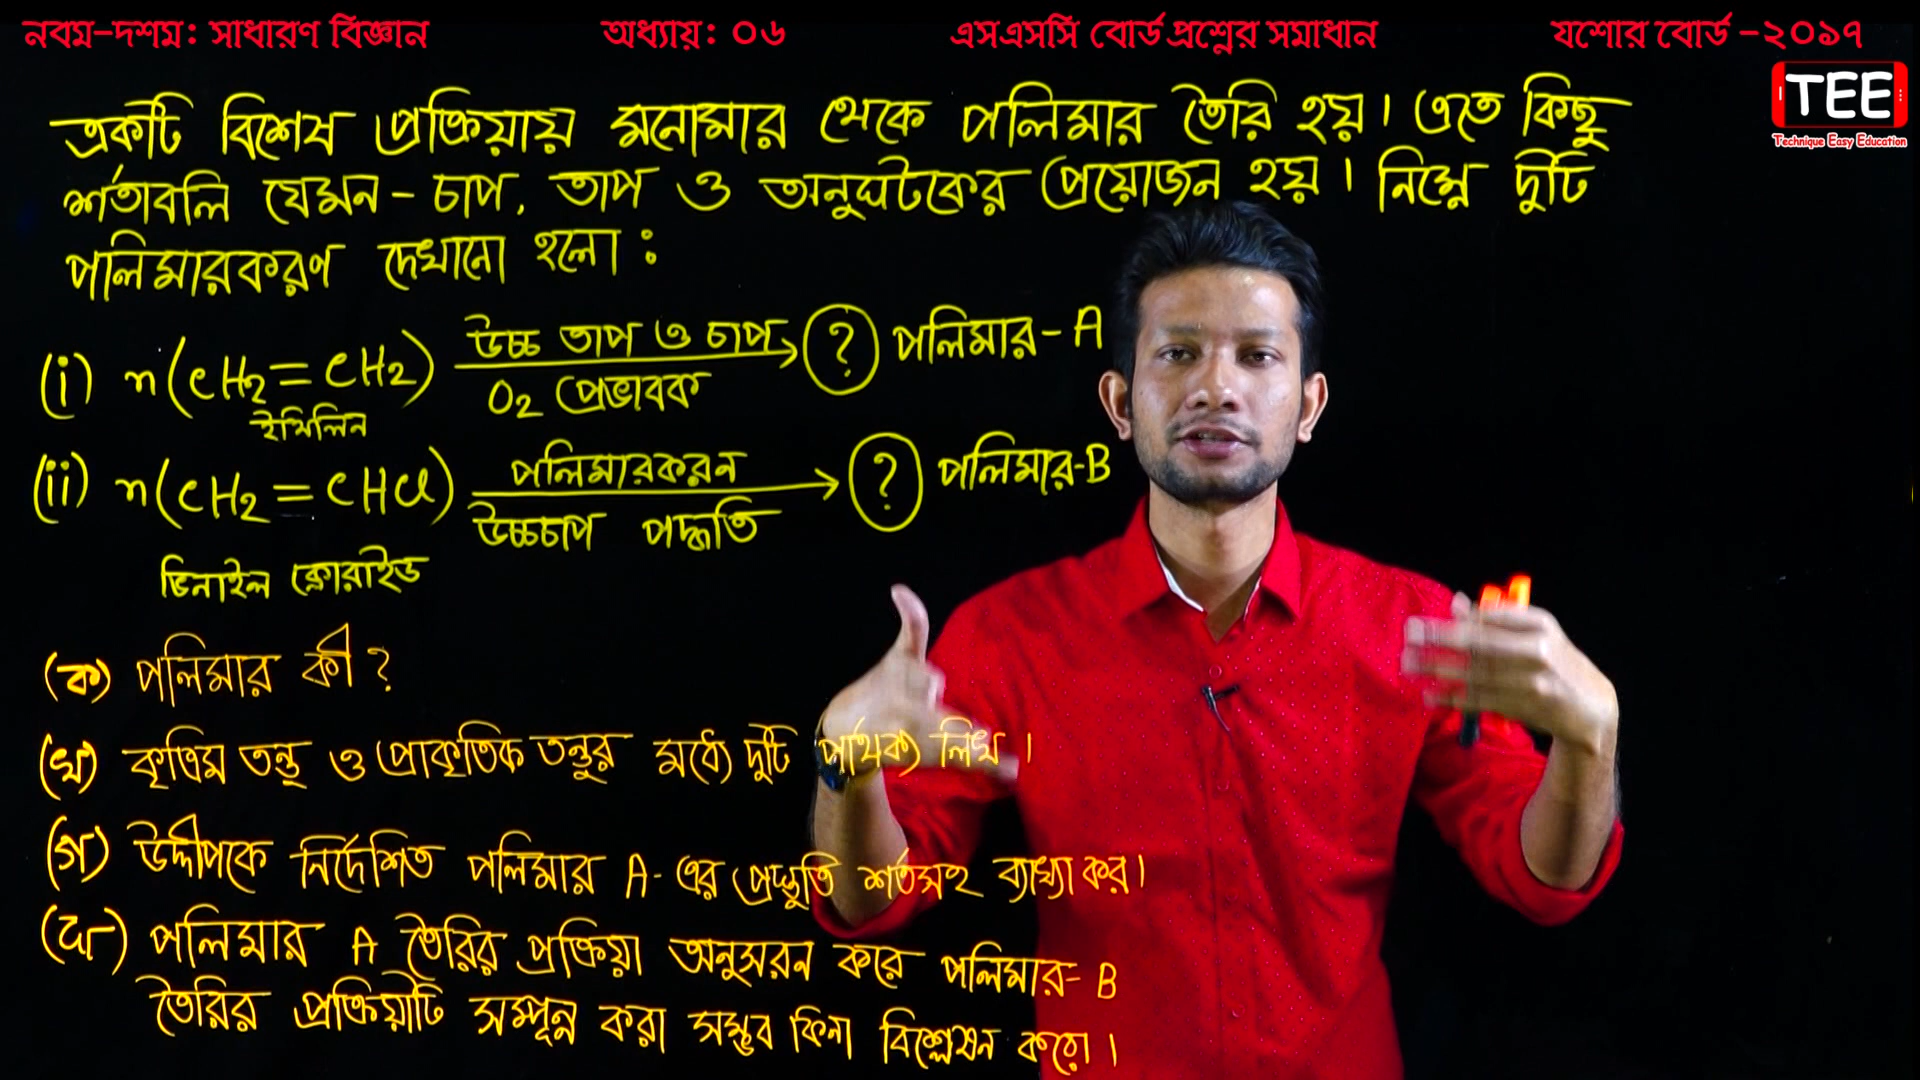 নবম-দশম: সাধারণ বিজ্ঞান অধ্যায়: ০৬ এসএসসি বোর্ড প্রশ্নের সমাধান যশোর বোর্ড -২০১৭
TEE
Technique Easy Education
একটি বিশেষ প্রক্রিয়ায় মনোমার থেকে পলিমার তৈরি হয়। এতে কিছু
শর্তাবলি যেমন- চাপ, তাপ ও অনুঘটকের প্রয়োজন হয়। নিম্নে দুটি
পলিমারকরণ দেখানো হলো:
(i) n(CH₂=CH₂) উচ্চ তাপ ও চাপ → ? পলিমার-A
O₂ প্রভাবক
ইথিলিন
(ii) n(CH₂=CHCl) পলিমারকরন → ? পলিমার-B
উচ্চচাপ পদ্ধতি
ভিনাইল ক্লোরাইড
(ক) পলিমার কী?
(খ) কৃত্রিম তন্তু ও প্রাকৃতিক তন্তুর মধ্যে দুটি পার্থক্য লিখ।
(গ) উদ্দীপকে নির্দেশিত পলিমার A-এর প্রস্তুতি শর্তসহ ব্যাখ্যা কর।
(ঘ) পলিমার A তৈরির প্রক্রিয়া অনুসরন করে পলিমার-B
তৈরির প্রক্রিয়াটি সম্পূন্ন করা সম্ভব কিনা বিশ্লেষন করো।